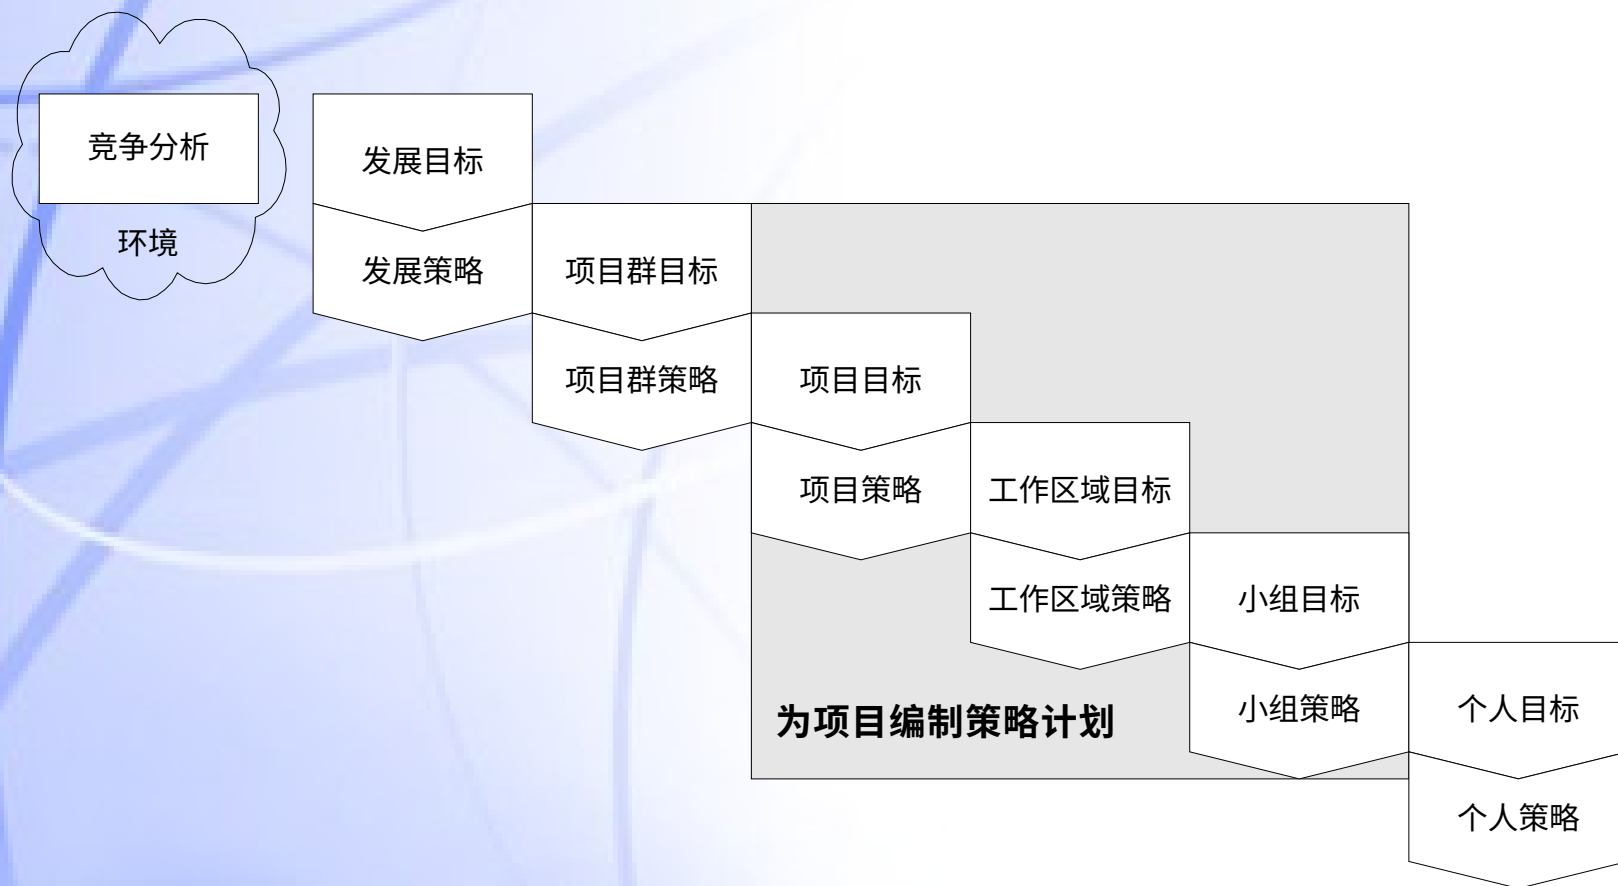 竞争分析
环境
发展目标
发展策略
项目群目标
项目群策略
项目目标
项目策略
工作区域目标
工作区域策略
小组目标
小组策略
个人目标
个人策略
为项目编制策略计划